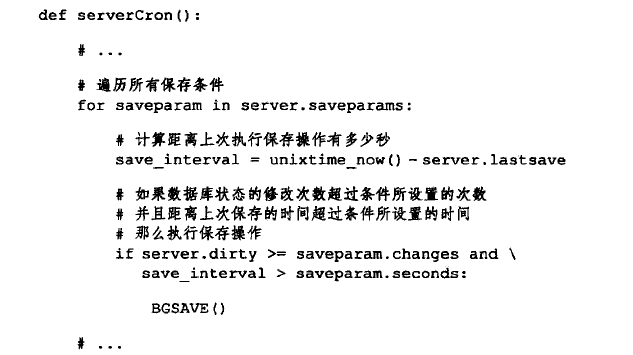 def serverCron():
# ...
# 遍历所有保存条件
for saveparam in server.saveparams:
# 计算距离上次执行保存操作有多少秒
save_interval = unixtime_now()-server.lastsave
# 如果数据库状态的修改次数超过条件所设置的次数
# 并且距离上次保存的时间超过条件所设置的时间
# 那么执行保存操作
if server.dirty >= saveparam.changes and \
save_interval > saveparam.seconds:
BGSAVE()
# ...